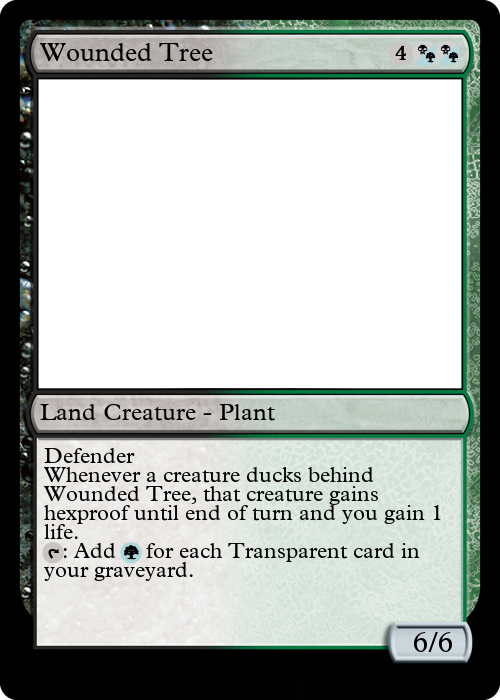 Wounded Tree 4
Land Creature - Plant
Defender
Whenever a creature ducks behind
Wounded Tree, that creature gains
hexproof until end of turn and you gain 1
life.
: Add for each Transparent card in
your graveyard.
6/6